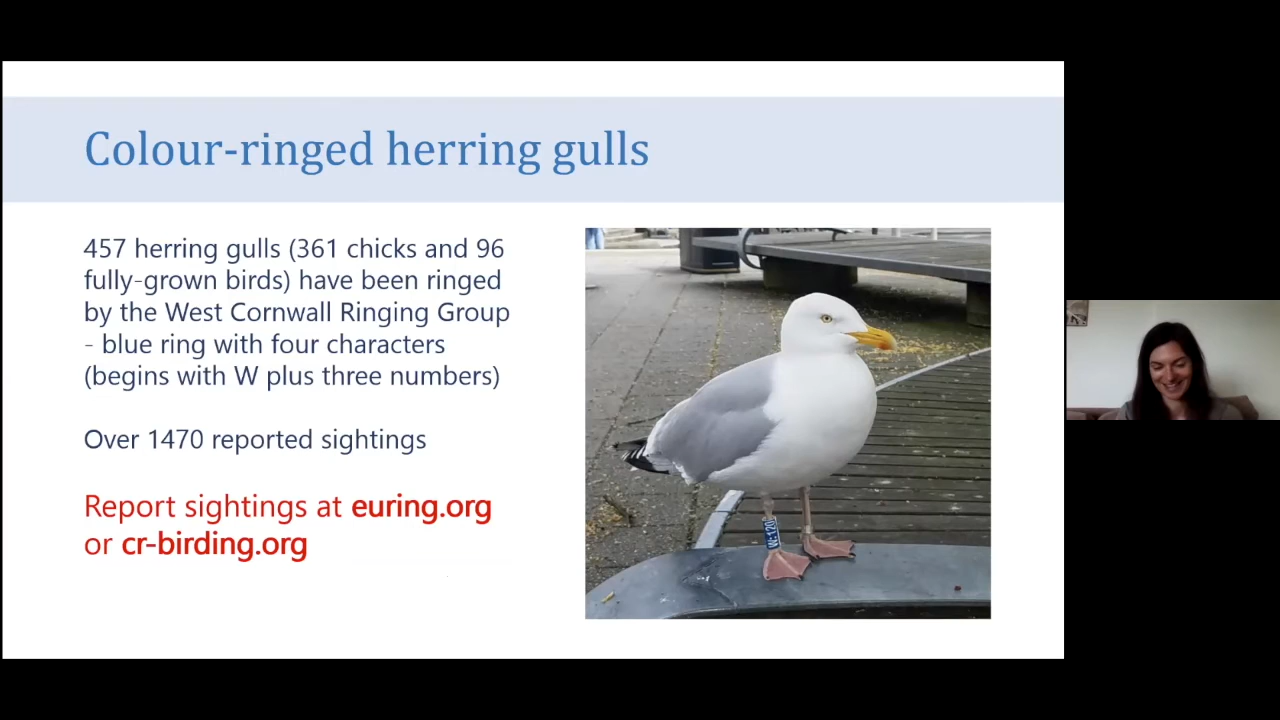 Colour-ringed herring gulls
457 herring gulls (361 chicks and 96
fully-grown birds) have been ringed
by the West Cornwall Ringing Group
- blue ring with four characters
(begins with W plus three numbers)
Over 1470 reported sightings
Report sightings at euring.org
or cr-birding.org
W:120